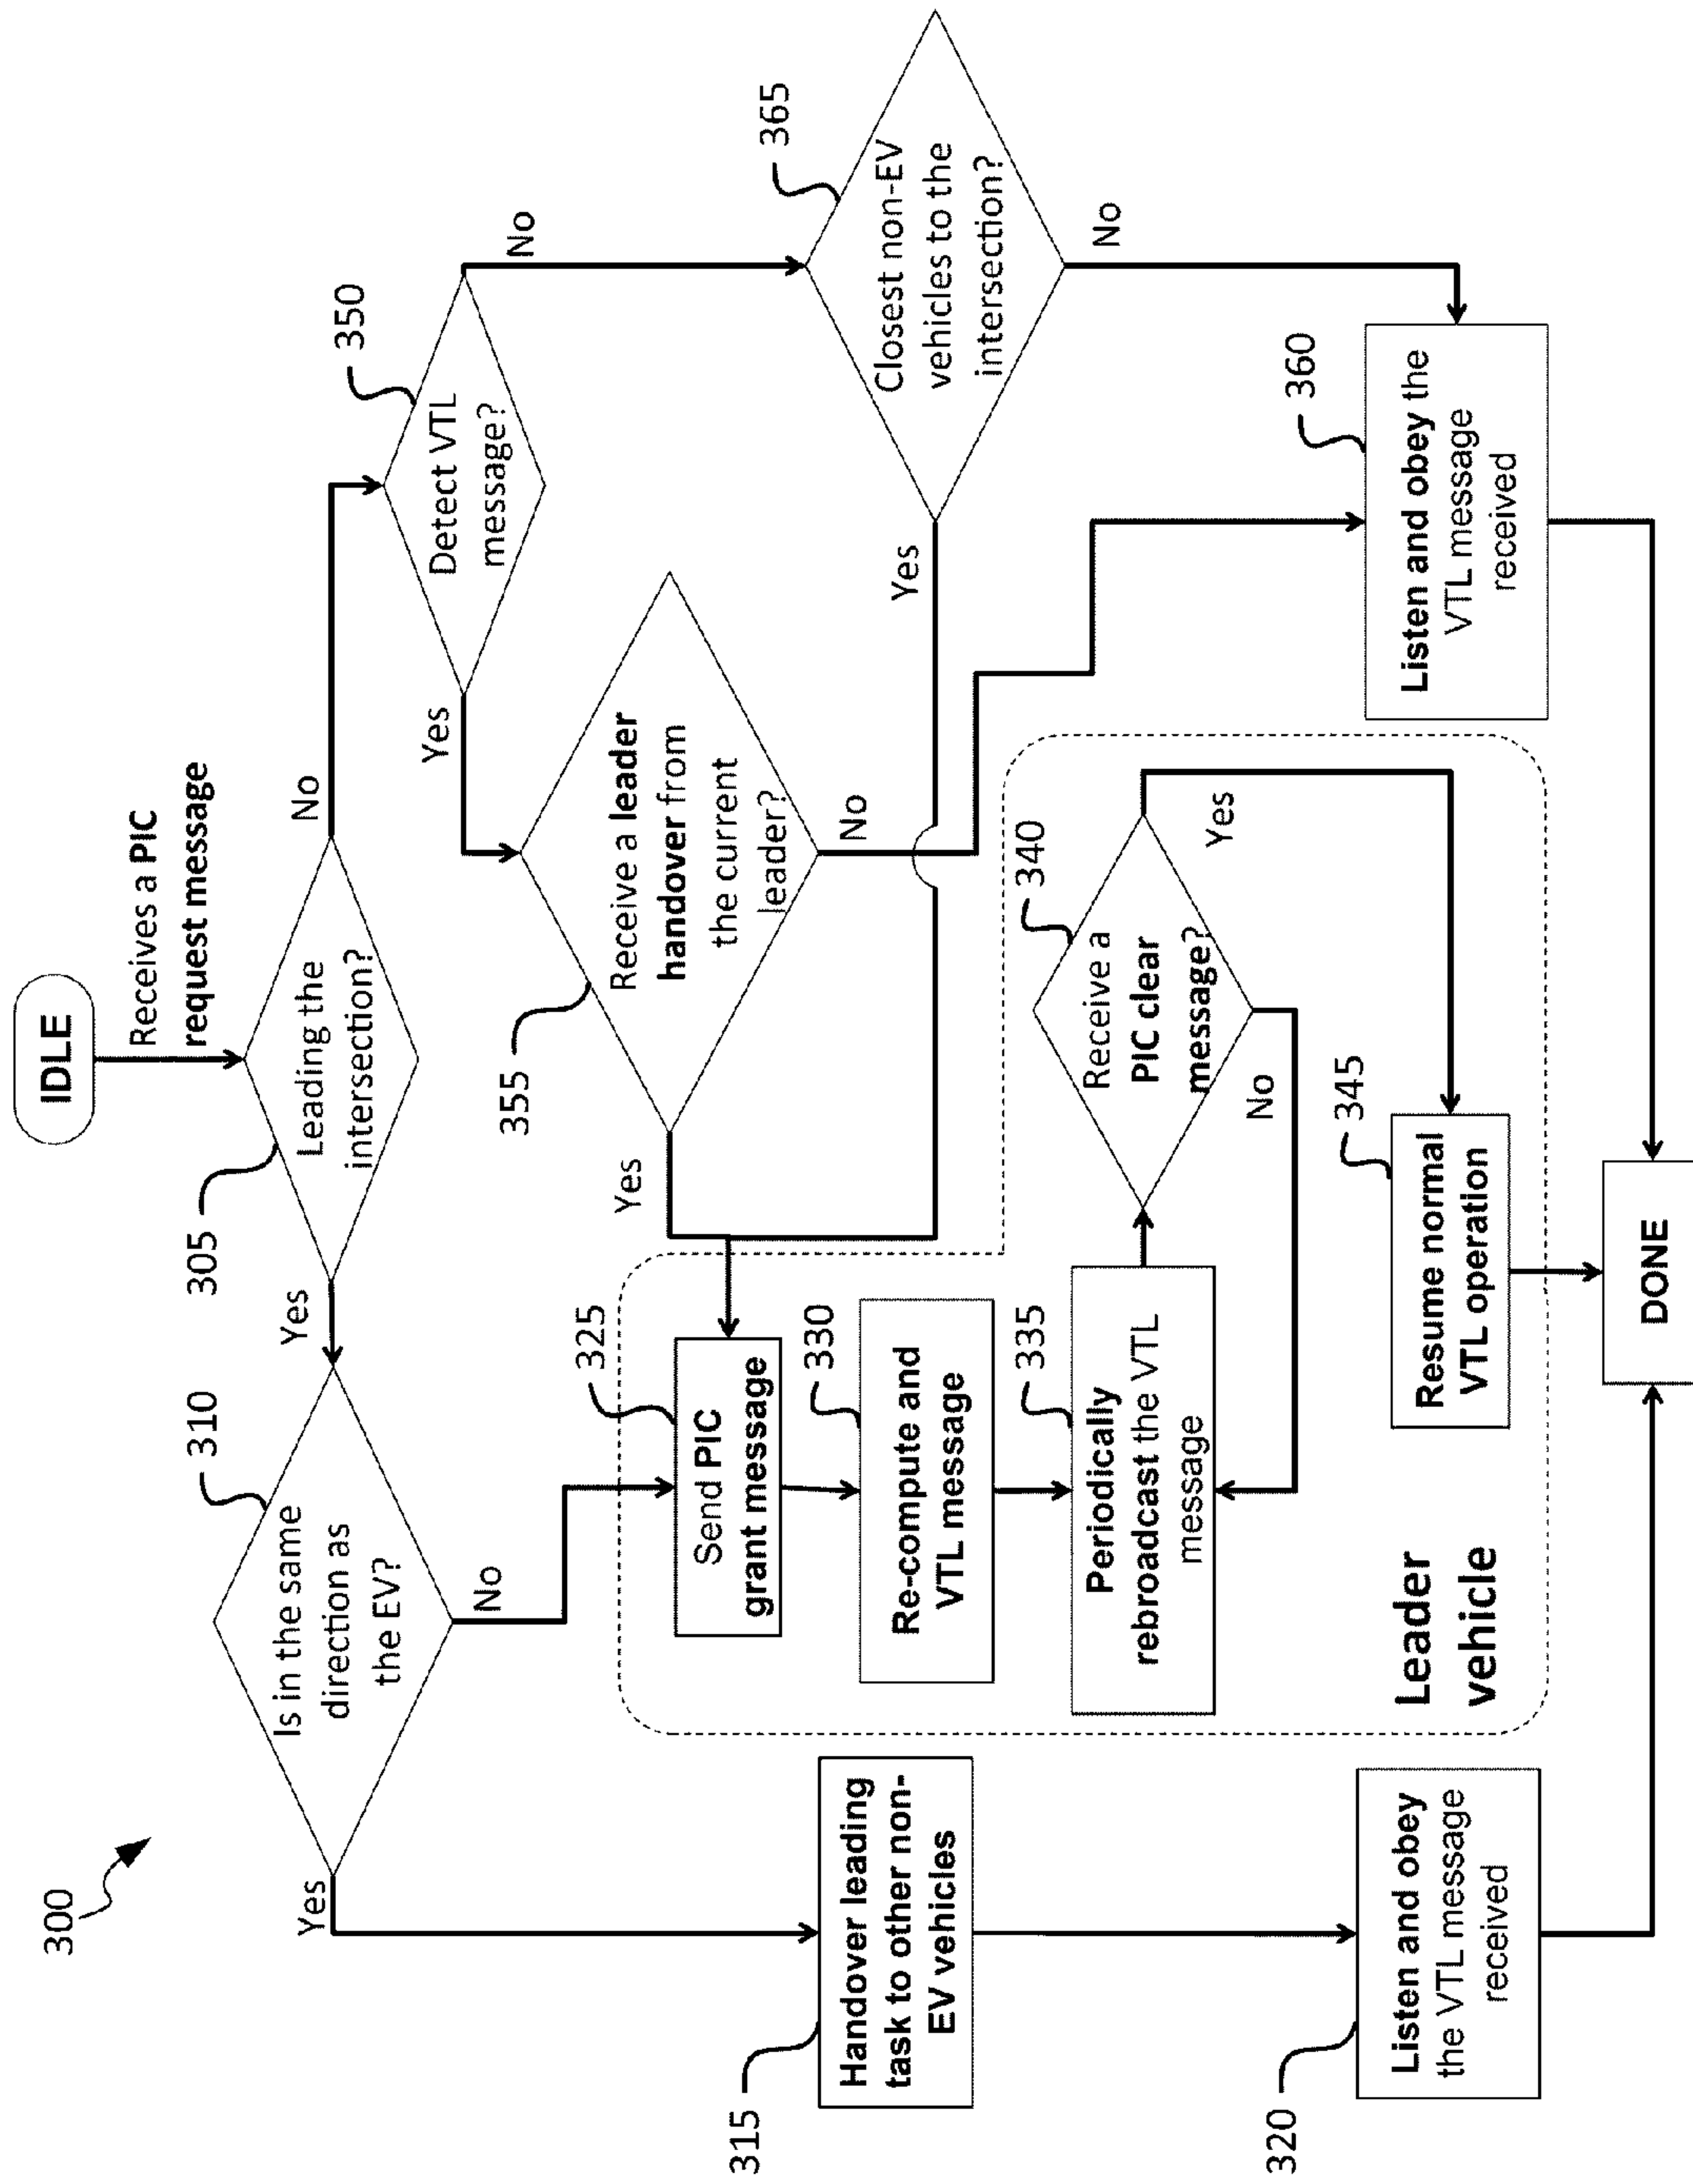 300
IDLE
Receives a PIC
request message
305
Leading the
intersection?
Yes
No
310
Is in the same
direction as
the EV?
Yes
No
350
Detect VTL
message?
Yes
No
315
Handover leading
task to other non-
EV vehicles
320
Listen and obey
the VTL message
received
355
Receive a leader
handover from
the current
leader?
Yes
No
365
Closest non-EV
vehicles to the
intersection?
Yes
No
325
Send PIC
grant message
330
Re-compute and
VTL message
335
Periodically
rebroadcast the VTL
message
340
Receive a
PIC clear
message?
Yes
No
345
Resume normal
VTL operation
Leader
vehicle
360
Listen and obey the
VTL message
received
DONE